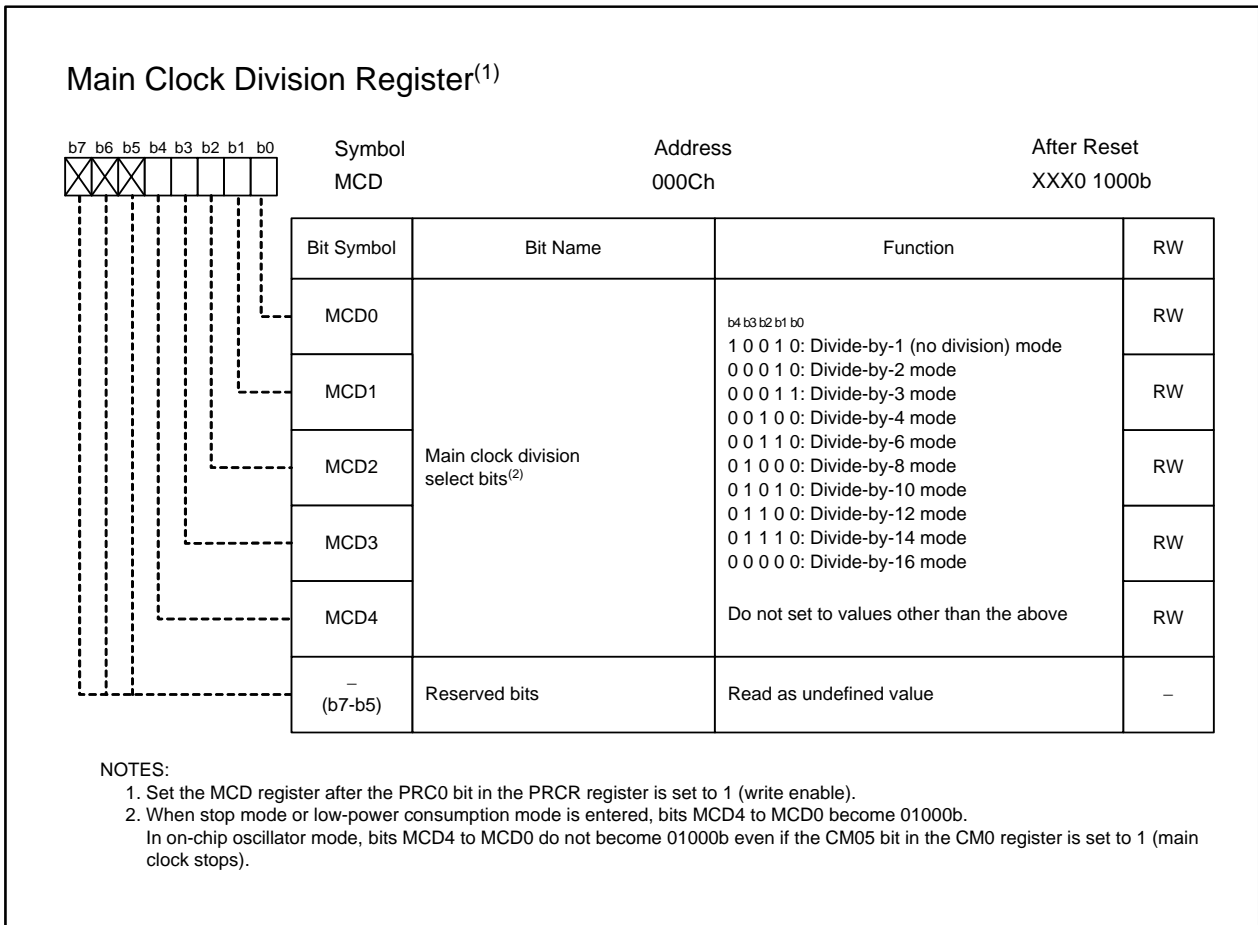 Main Clock Division Register(1)
b7 b6 b5 b4 b3 b2 b1 b0
Symbol Address After Reset
MCD 000Ch XXX0 1000b
Bit Symbol Bit Name Function RW
MCD0 RW
MCD1 RW
MCD2 RW
MCD3 RW
MCD4 RW
Main clock division
select bits(2)
b4 b3 b2 b1 b0
1 0 0 1 0: Divide-by-1 (no division) mode
0 0 0 1 0: Divide-by-2 mode
0 0 0 1 1: Divide-by-3 mode
0 0 1 0 0: Divide-by-4 mode
0 0 1 1 0: Divide-by-6 mode
0 1 0 0 0: Divide-by-8 mode
0 1 0 1 0: Divide-by-10 mode
0 1 1 0 0: Divide-by-12 mode
0 1 1 1 0: Divide-by-14 mode
0 0 0 0 0: Divide-by-16 mode
Do not set to values other than the above
–
(b7-b5) Reserved bits Read as undefined value –
NOTES:
1. Set the MCD register after the PRC0 bit in the PRCR register is set to 1 (write enable).
2. When stop mode or low-power consumption mode is entered, bits MCD4 to MCD0 become 01000b.
In on-chip oscillator mode, bits MCD4 to MCD0 do not become 01000b even if the CM05 bit in the CM0 register is set to 1 (main
clock stops).